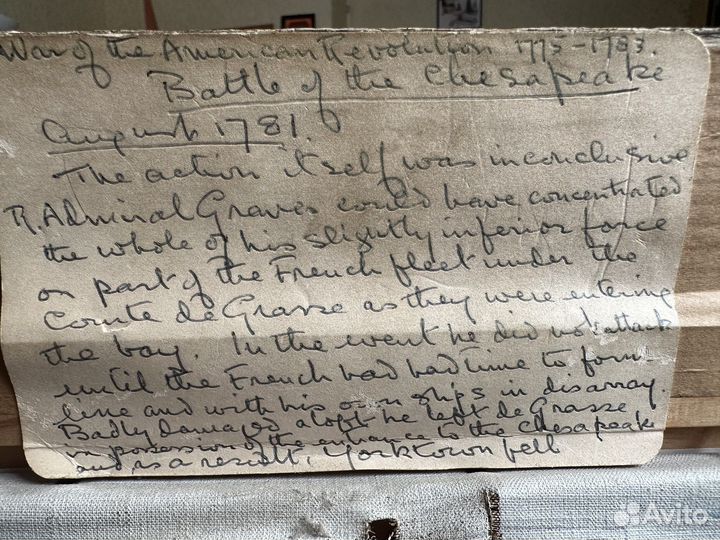 War of the American Revolution 1775-1783.
Battle of the Chesapeake
August 1781.
The action itself was inconclusive
R. Admiral Graves could have concentrated
the whole of his slightly inferior force
on part of the French fleet under the
Comte de Grasse as they were entering
the bay. In the event he did not attack
until the French had had time to form
line and with his own ships in disarray.
Badly damaged aloft he left de Grasse
in possession of the entrance to the Chesapeake
and as a result, Yorktown fell
Avito